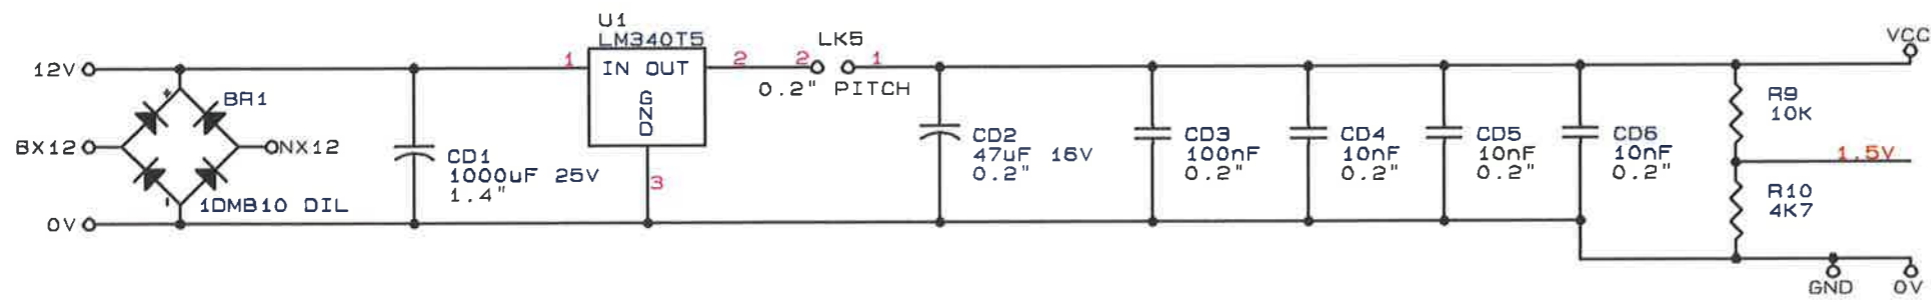 U1
LM340T5
12V
1
IN OUT
GND
2
2
LK5
1
0.2" PITCH
VCC
+
BR1
BX12
NX12
-
1DMB10 DIL
0V
CD1
1000uF 25V
1.4"
3
CD2
47uF 16V
0.2"
CD3
100nF
0.2"
CD4
10nF
0.2"
CD5
10nF
0.2"
CD6
10nF
0.2"
R9
10K
1.5V
R10
4K7
GND
0V